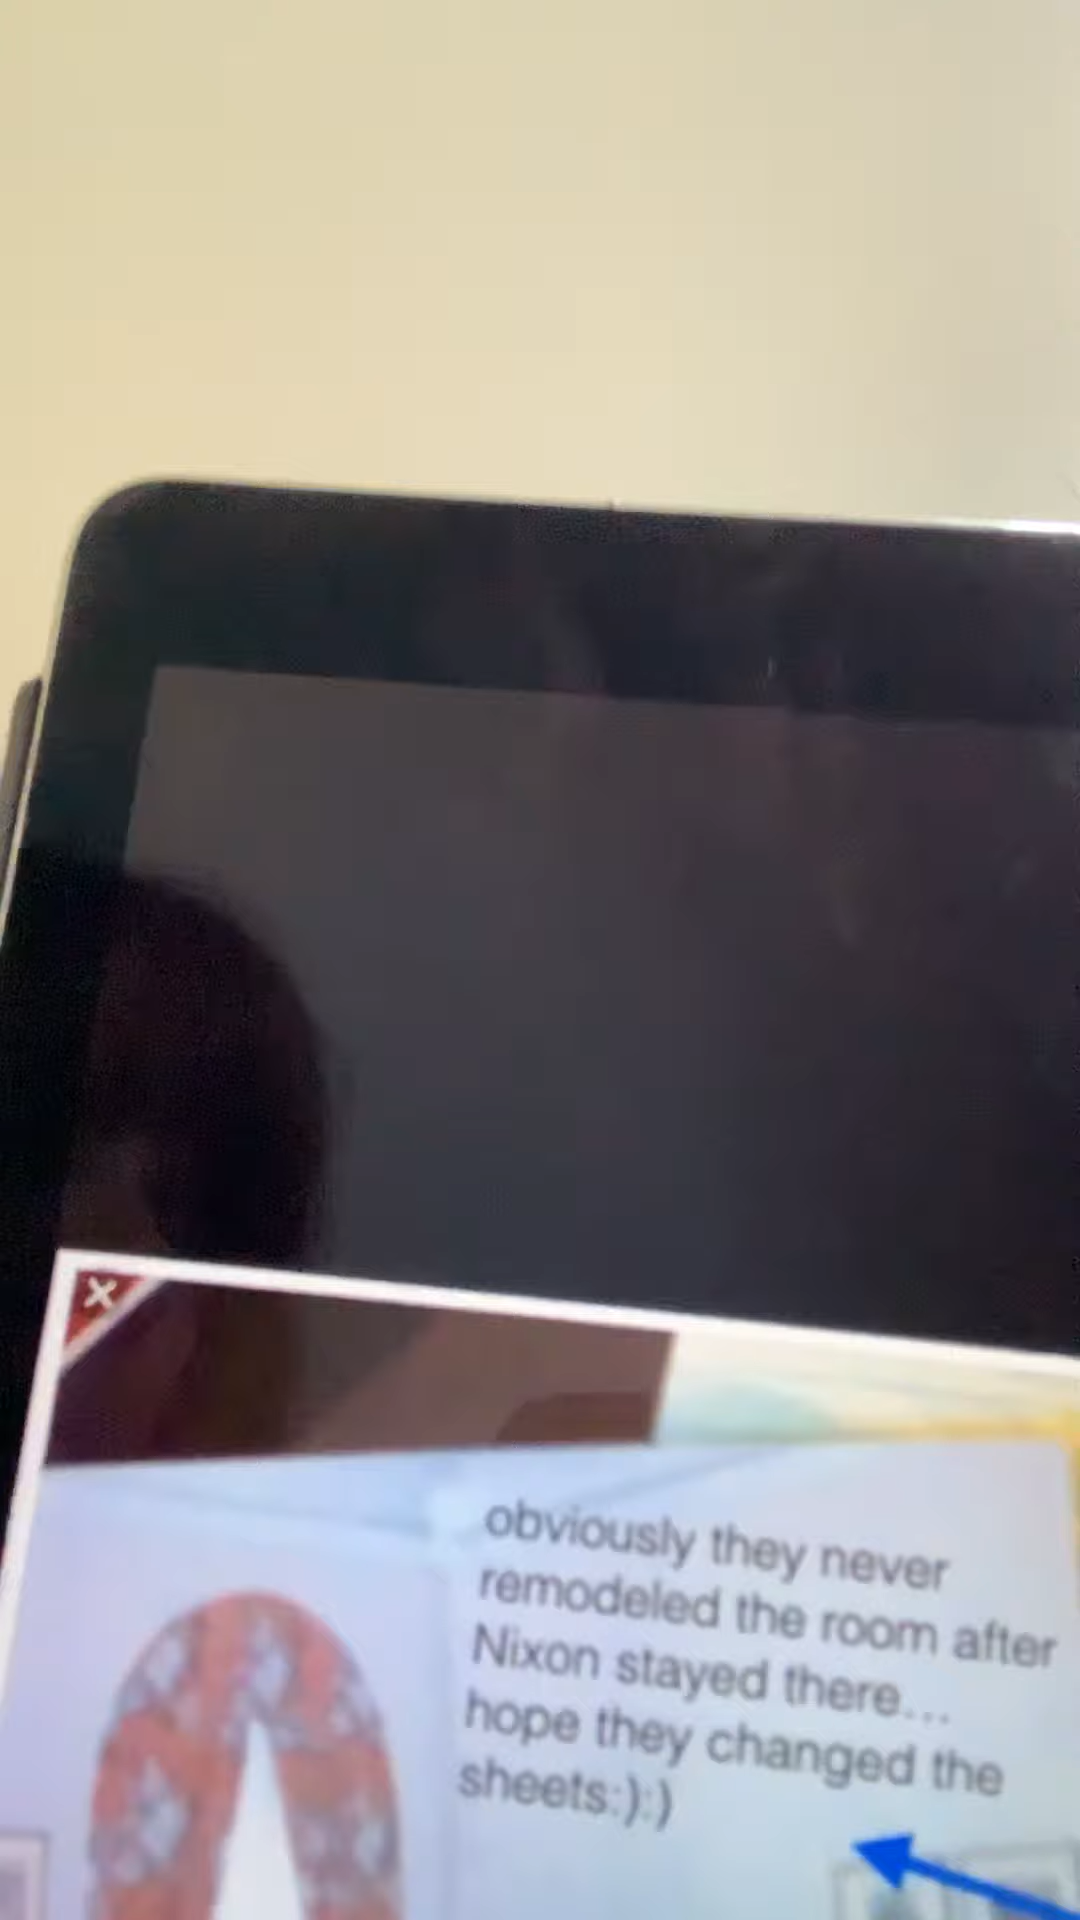 obviously they never
remodeled the room after
Nixon stayed there...
hope they changed the
sheets:):)